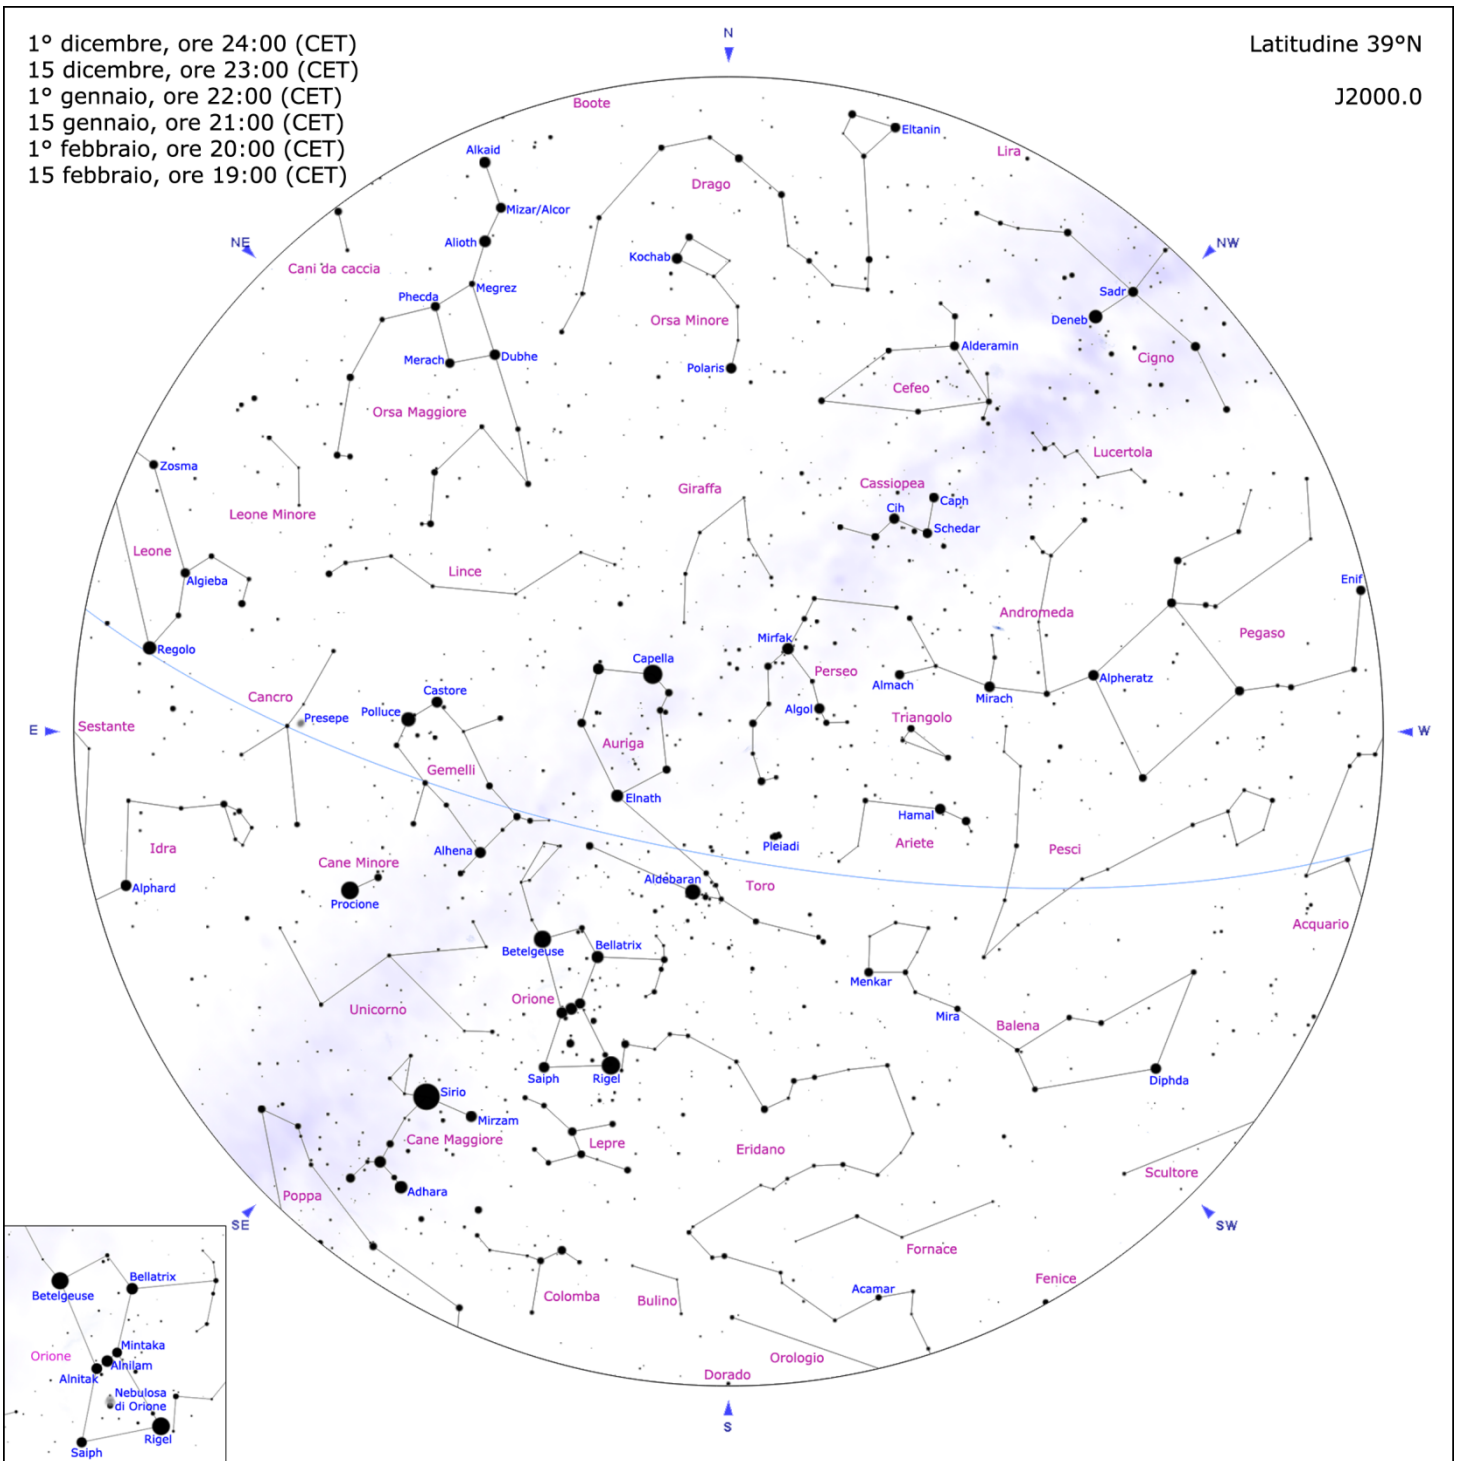 1° dicembre, ore 24:00 (CET)
15 dicembre, ore 23:00 (CET)
1° gennaio, ore 22:00 (CET)
15 gennaio, ore 21:00 (CET)
1° febbraio, ore 20:00 (CET)
15 febbraio, ore 19:00 (CET)
Latitudine 39°N
J2000.0
N
Boote
Eltanin
Alkaid
Lira
Drago
Mizar/Alcor
NE
Alioth
NW
Kochab
Cani da caccia
Megrez
Sadr
Phecda
Orsa Minore
Deneb
Alderamin
Merach
Dubhe
Cigno
Polaris
Cefeo
Orsa Maggiore
Lucertola
Zosma
Cassiopea
Giraffa
Caph
Cih
Leone Minore
Schedar
Leone
Lince
Algieba
Enif
Andromeda
Pegaso
Mirfak
Regolo
Capella
Perseo
Almach
Alpheratz
Castore
Cancro
Mirach
Polluce
Algol
Presepe
Triangolo
E
Sestante
W
Auriga
Gemelli
Elnath
Hamal
Pleiadi
Ariete
Idra
Alhena
Pesci
Cane Minore
Aldebaran
Toro
Alphard
Procione
Acquario
Betelgeuse
Bellatrix
Menkar
Orione
Unicorno
Mira
Balena
Saiph
Rigel
Diphda
Sirio
Mirzam
Cane Maggiore
Lepre
Eridano
Scultore
Adhara
Poppa
SE
SW
Fornace
Fenice
Acamar
Colomba
Bulino
Orologio
Dorado
S
Bellatrix
Betelgeuse
Mintaka
Orione
Alnilam
Alnitak
Nebulosa
di Orione
Rigel
Saiph